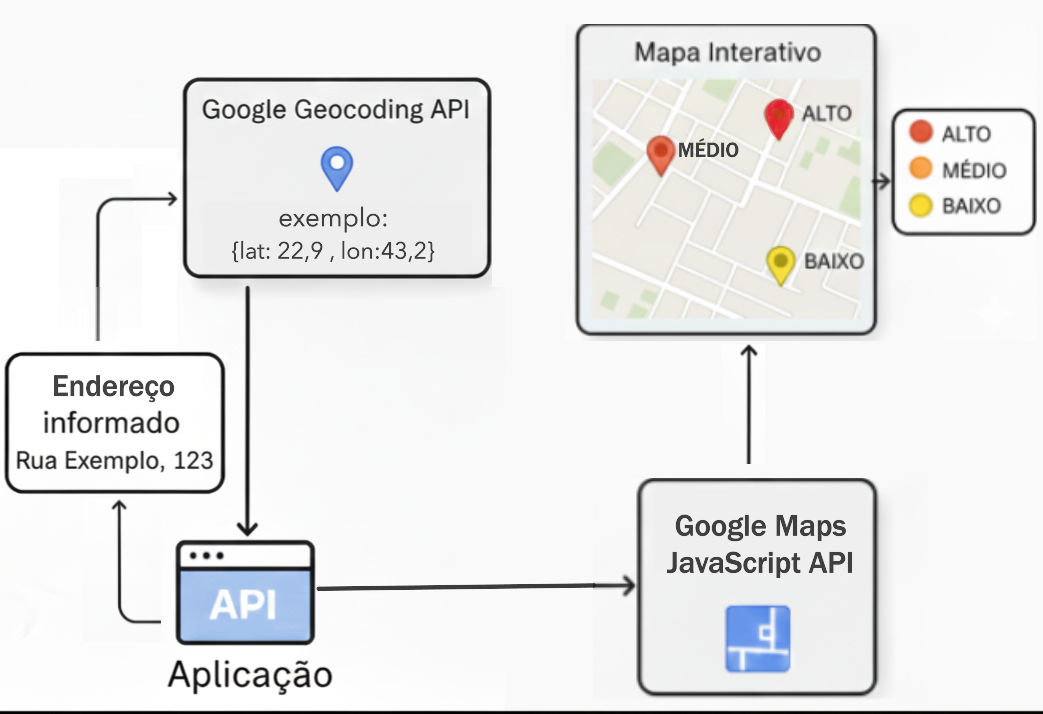 Google Geocoding API
exemplo:
{lat: 22,9 , lon:43,2}
Endereço
informado
Rua Exemplo, 123
API
Aplicação
Google Maps
JavaScript API
Mapa Interativo
ALTO
MÉDIO
BAIXO
ALTO
MÉDIO
BAIXO